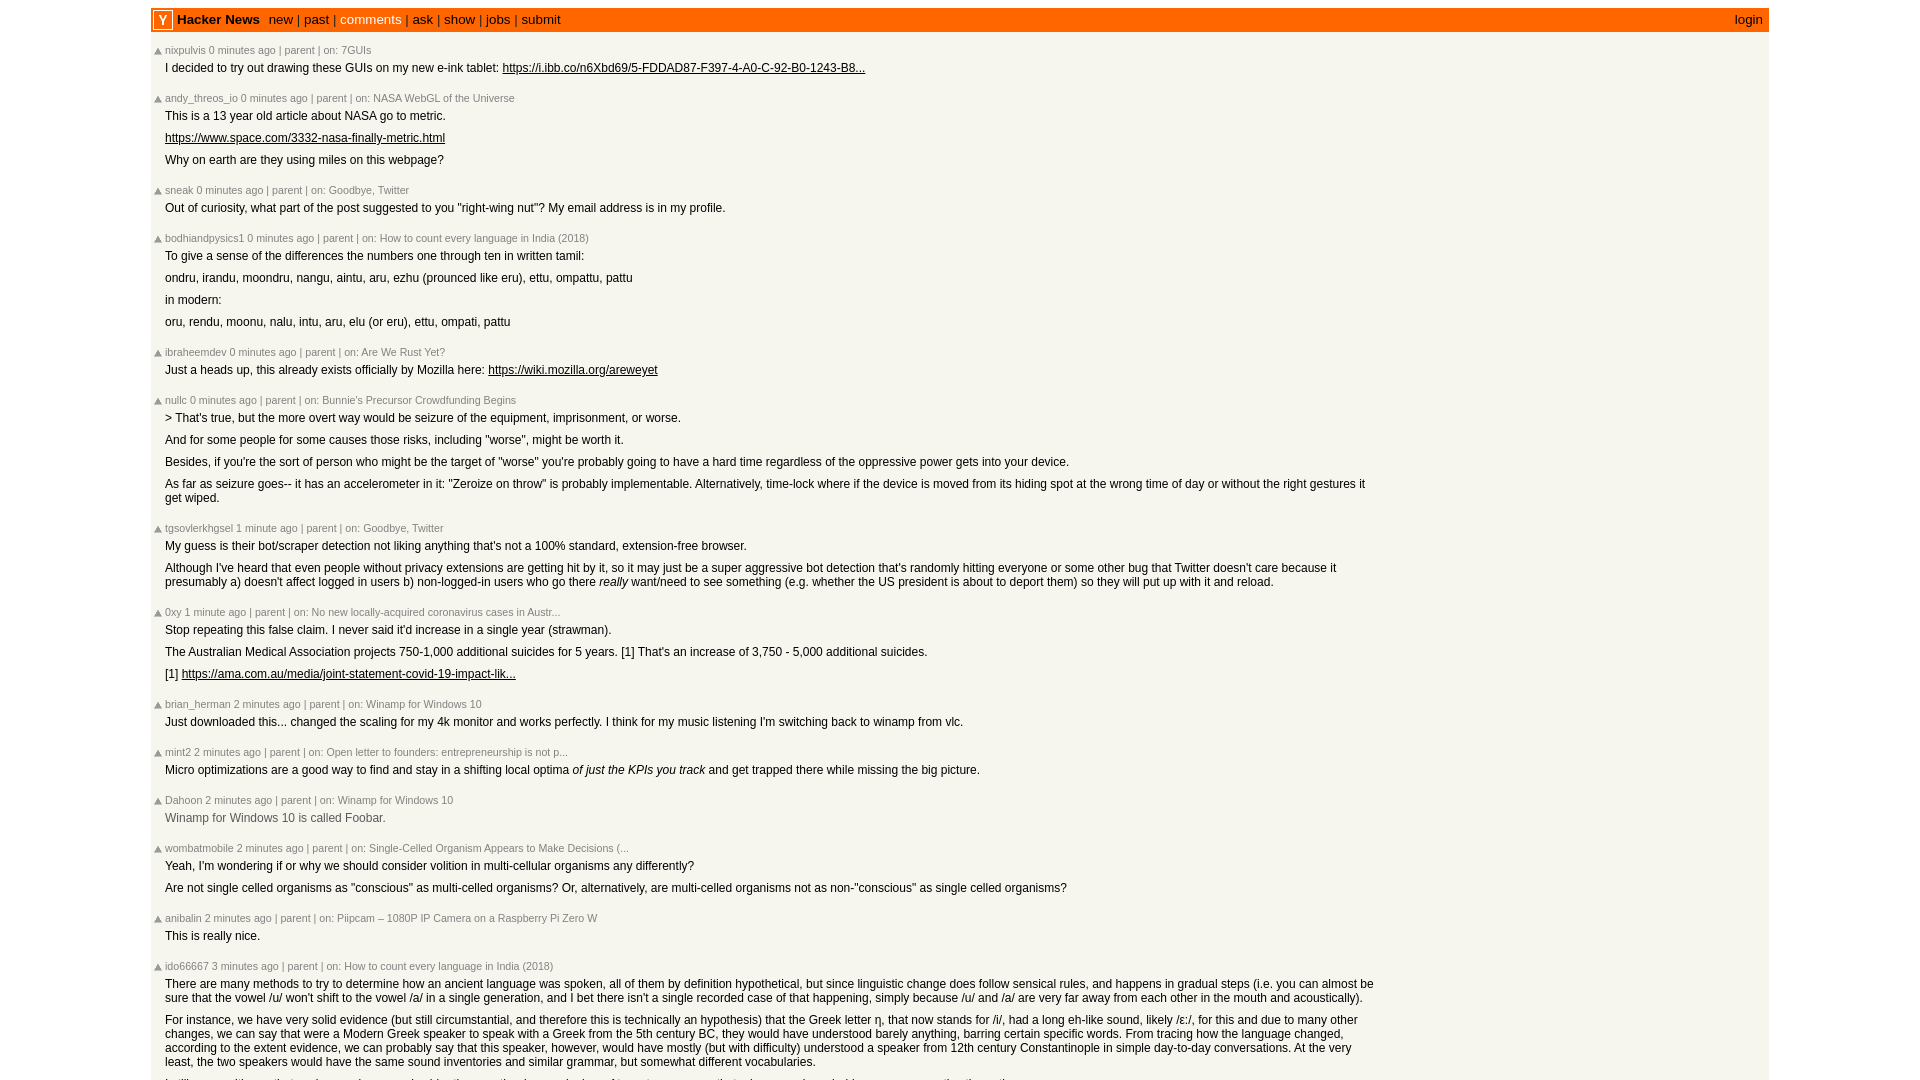 Y Hacker News new | past | comments | ask | show | jobs | submit login
nixpulvis 0 minutes ago | parent | on: 7GUIs
I decided to try out drawing these GUIs on my new e-ink tablet: https://i.ibb.co/n6Xbd69/5-FDDAD87-F397-4-A0-C-92-B0-1243-B8...
andy_threos_io 0 minutes ago | parent | on: NASA WebGL of the Universe
This is a 13 year old article about NASA go to metric.
https://www.space.com/3332-nasa-finally-metric.html
Why on earth are they using miles on this webpage?
sneak 0 minutes ago | parent | on: Goodbye, Twitter
Out of curiosity, what part of the post suggested to you "right-wing nut"? My email address is in my profile.
bodhiandpysics1 0 minutes ago | parent | on: How to count every language in India (2018)
To give a sense of the differences the numbers one through ten in written tamil:
ondru, irandu, moondru, nangu, aintu, aru, ezhu (prounced like eru), ettu, ompattu, pattu
in modern:
oru, rendu, moonu, nalu, intu, aru, elu (or eru), ettu, ompati, pattu
ibraheemdev 0 minutes ago | parent | on: Are We Rust Yet?
Just a heads up, this already exists officially by Mozilla here: https://wiki.mozilla.org/areweyet
nullc 0 minutes ago | parent | on: Bunnie's Precursor Crowdfunding Begins
> That's true, but the more overt way would be seizure of the equipment, imprisonment, or worse.
And for some people for some causes those risks, including "worse", might be worth it.
Besides, if you're the sort of person who might be the target of "worse" you're probably going to have a hard time regardless of the oppressive power gets into your device.
As far as seizure goes-- it has an accelerometer in it: "Zeroize on throw" is probably implementable. Alternatively, time-lock where if the device is moved from its hiding spot at the wrong time of day or without the right gestures it
get wiped.
tgsovlerkhgsel 1 minute ago | parent | on: Goodbye, Twitter
My guess is their bot/scraper detection not liking anything that's not a 100% standard, extension-free browser.
Although I've heard that even people without privacy extensions are getting hit by it, so it may just be a super aggressive bot detection that's randomly hitting everyone or some other bug that Twitter doesn't care because it
presumably a) doesn't affect logged in users b) non-logged-in users who go there really want/need to see something (e.g. whether the US president is about to deport them) so they will put up with it and reload.
0xy 1 minute ago | parent | on: No new locally-acquired coronavirus cases in Austr...
Stop repeating this false claim. I never said it'd increase in a single year (strawman).
The Australian Medical Association projects 750-1,000 additional suicides for 5 years. [1] That's an increase of 3,750 - 5,000 additional suicides.
[1] https://ama.com.au/media/joint-statement-covid-19-impact-lik...
brian_herman 2 minutes ago | parent | on: Winamp for Windows 10
Just downloaded this... changed the scaling for my 4k monitor and works perfectly. I think for my music listening I'm switching back to winamp from vlc.
mint2 2 minutes ago | parent | on: Open letter to founders: entrepreneurship is not p...
Micro optimizations are a good way to find and stay in a shifting local optima of just the KPIs you track and get trapped there while missing the big picture.
Dahoon 2 minutes ago | parent | on: Winamp for Windows 10
Winamp for Windows 10 is called Foobar.
wombatmobile 2 minutes ago | parent | on: Single-Celled Organism Appears to Make Decisions (...
Yeah, I'm wondering if or why we should consider volition in multi-cellular organisms any differently?
Are not single celled organisms as "conscious" as multi-celled organisms? Or, alternatively, are multi-celled organisms not as non-"conscious" as single celled organisms?
anibalin 2 minutes ago | parent | on: Piipcam – 1080P IP Camera on a Raspberry Pi Zero W
This is really nice.
ido66667 3 minutes ago | parent | on: How to count every language in India (2018)
There are many methods to try to determine how an ancient language was spoken, all of them by definition hypothetical, but since linguistic change does follow sensical rules, and happens in gradual steps (i.e. you can almost be
sure that the vowel /u/ won't shift to the vowel /a/ in a single generation, and I bet there isn't a single recorded case of that happening, simply because /u/ and /a/ are very far away from each other in the mouth and acoustically).
For instance, we have very solid evidence (but still circumstantial, and therefore this is technically an hypothesis) that the Greek letter η, that now stands for /i/, had a long eh-like sound, likely /ɛː/, for this and due to many other
changes, we can say that were a Modern Greek speaker to speak with a Greek from the 5th century BC, they would have understood barely anything, barring certain specific words. From tracing how the language changed,
according to the extent evidence, we can probably say that this speaker, however, would have mostly (but with difficulty) understood a speaker from 12th century Constantinople in simple day-to-day conversations. At the very
least, the two speakers would have the same sound inventories and similar grammar, but somewhat different vocabularies.